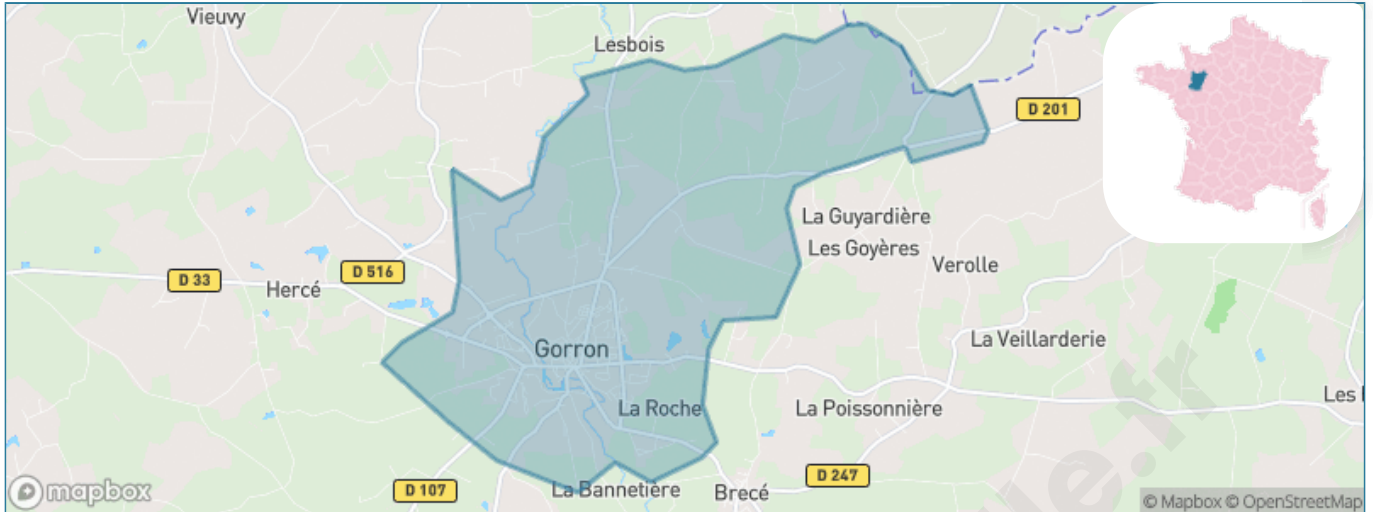 Vieuvy
Lesbois
D 201
La Guyardière
Les Goyères
Verolle
D 516
D 33
Hercé
Gorron
La Veillarderie
La Roche
La Poissonnière
Les
D 247
D 107
La Bannetière
Brecé
mapbox
© Mapbox © OpenStreetMap